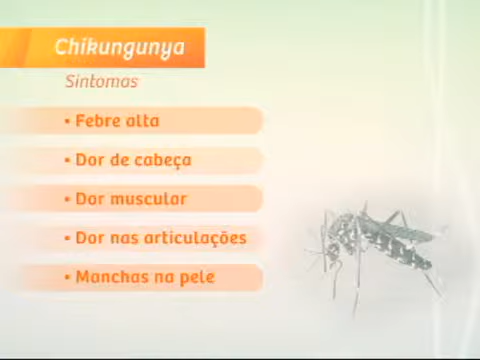 Chikungunya
Sintomas
▪ Febre alta
▪ Dor de cabeça
▪ Dor muscular
▪ Dor nas articulações
▪ Manchas na pele